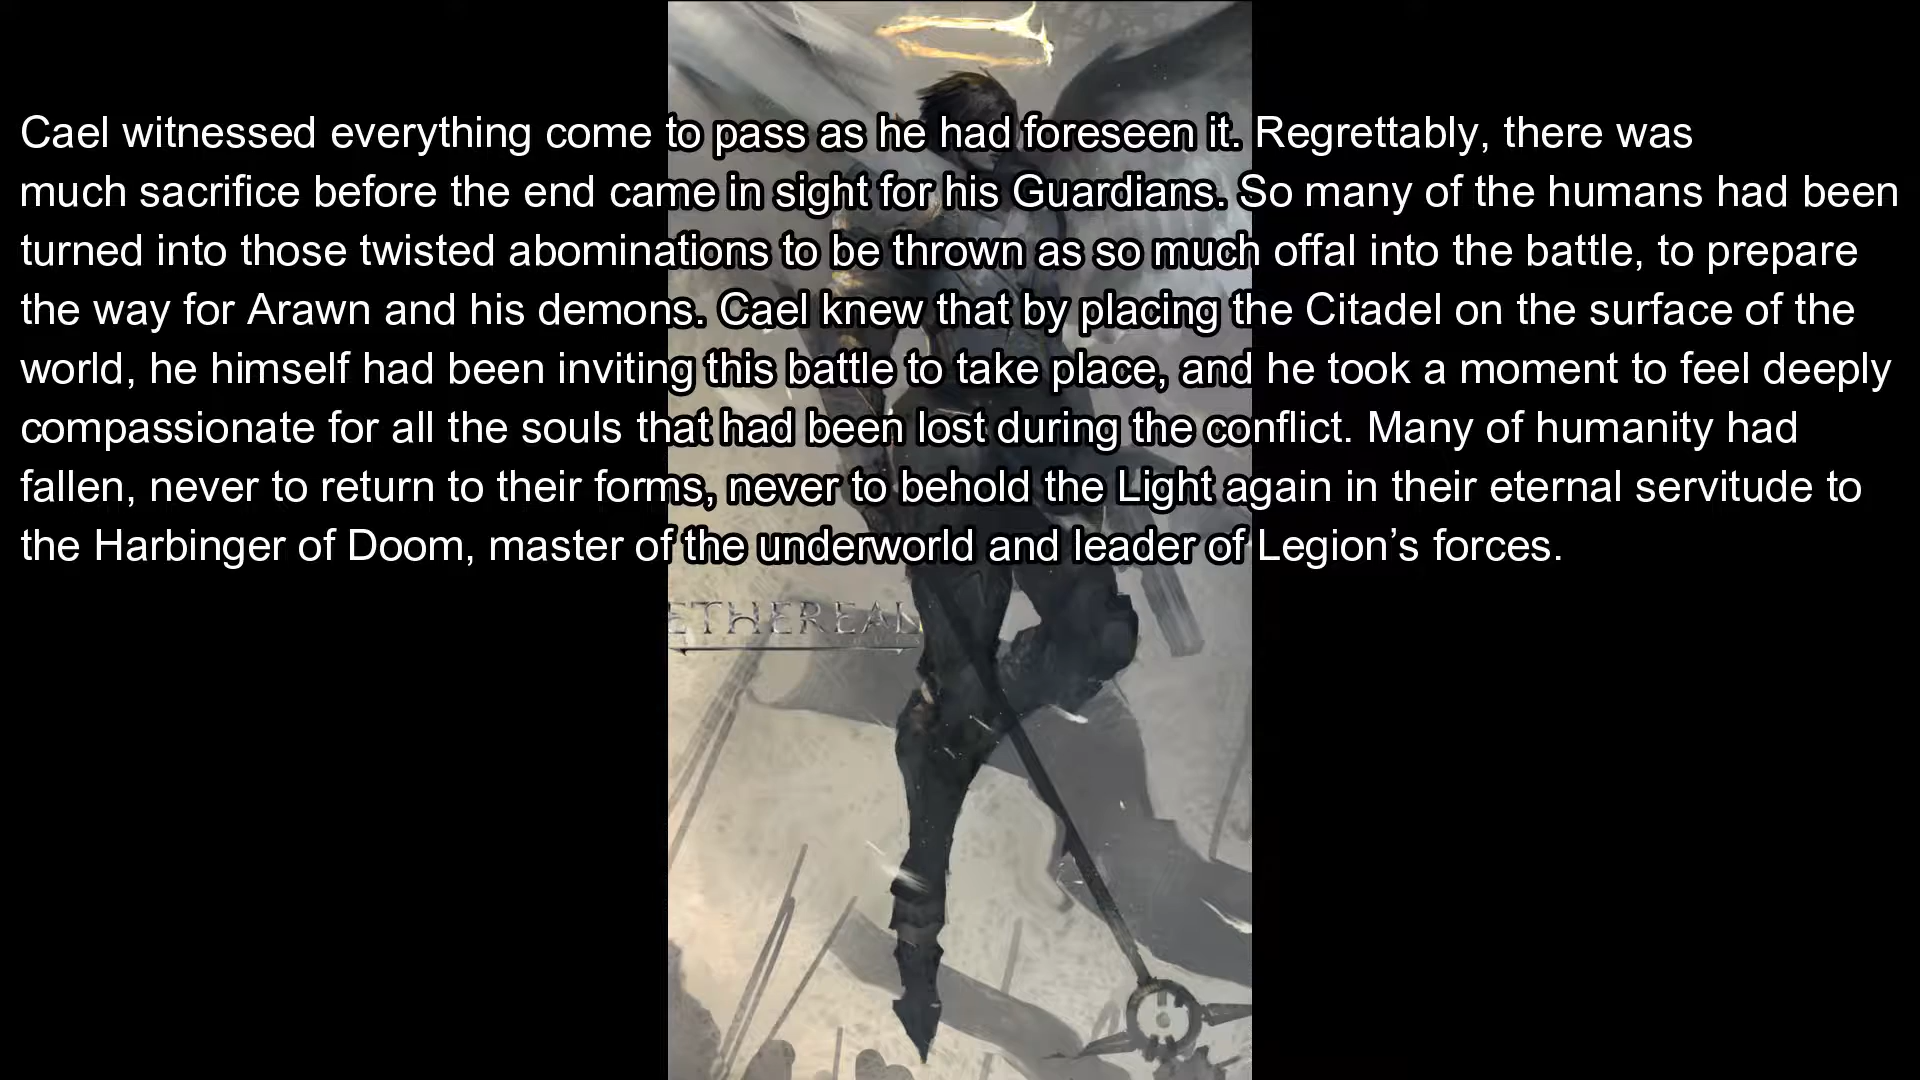 Cael witnessed everything come to pass as he had foreseen it. Regrettably, there was
much sacrifice before the end came in sight for his Guardians. So many of the humans had been
turned into those twisted abominations to be thrown as so much offal into the battle, to prepare
the way for Arawn and his demons. Cael knew that by placing the Citadel on the surface of the
world, he himself had been inviting this battle to take place, and he took a moment to feel deeply
compassionate for all the souls that had been lost during the conflict. Many of humanity had
fallen, never to return to their forms, never to behold the Light again in their eternal servitude to
the Harbinger of Doom, master of the underworld and leader of Legion’s forces.
ETHEREAL